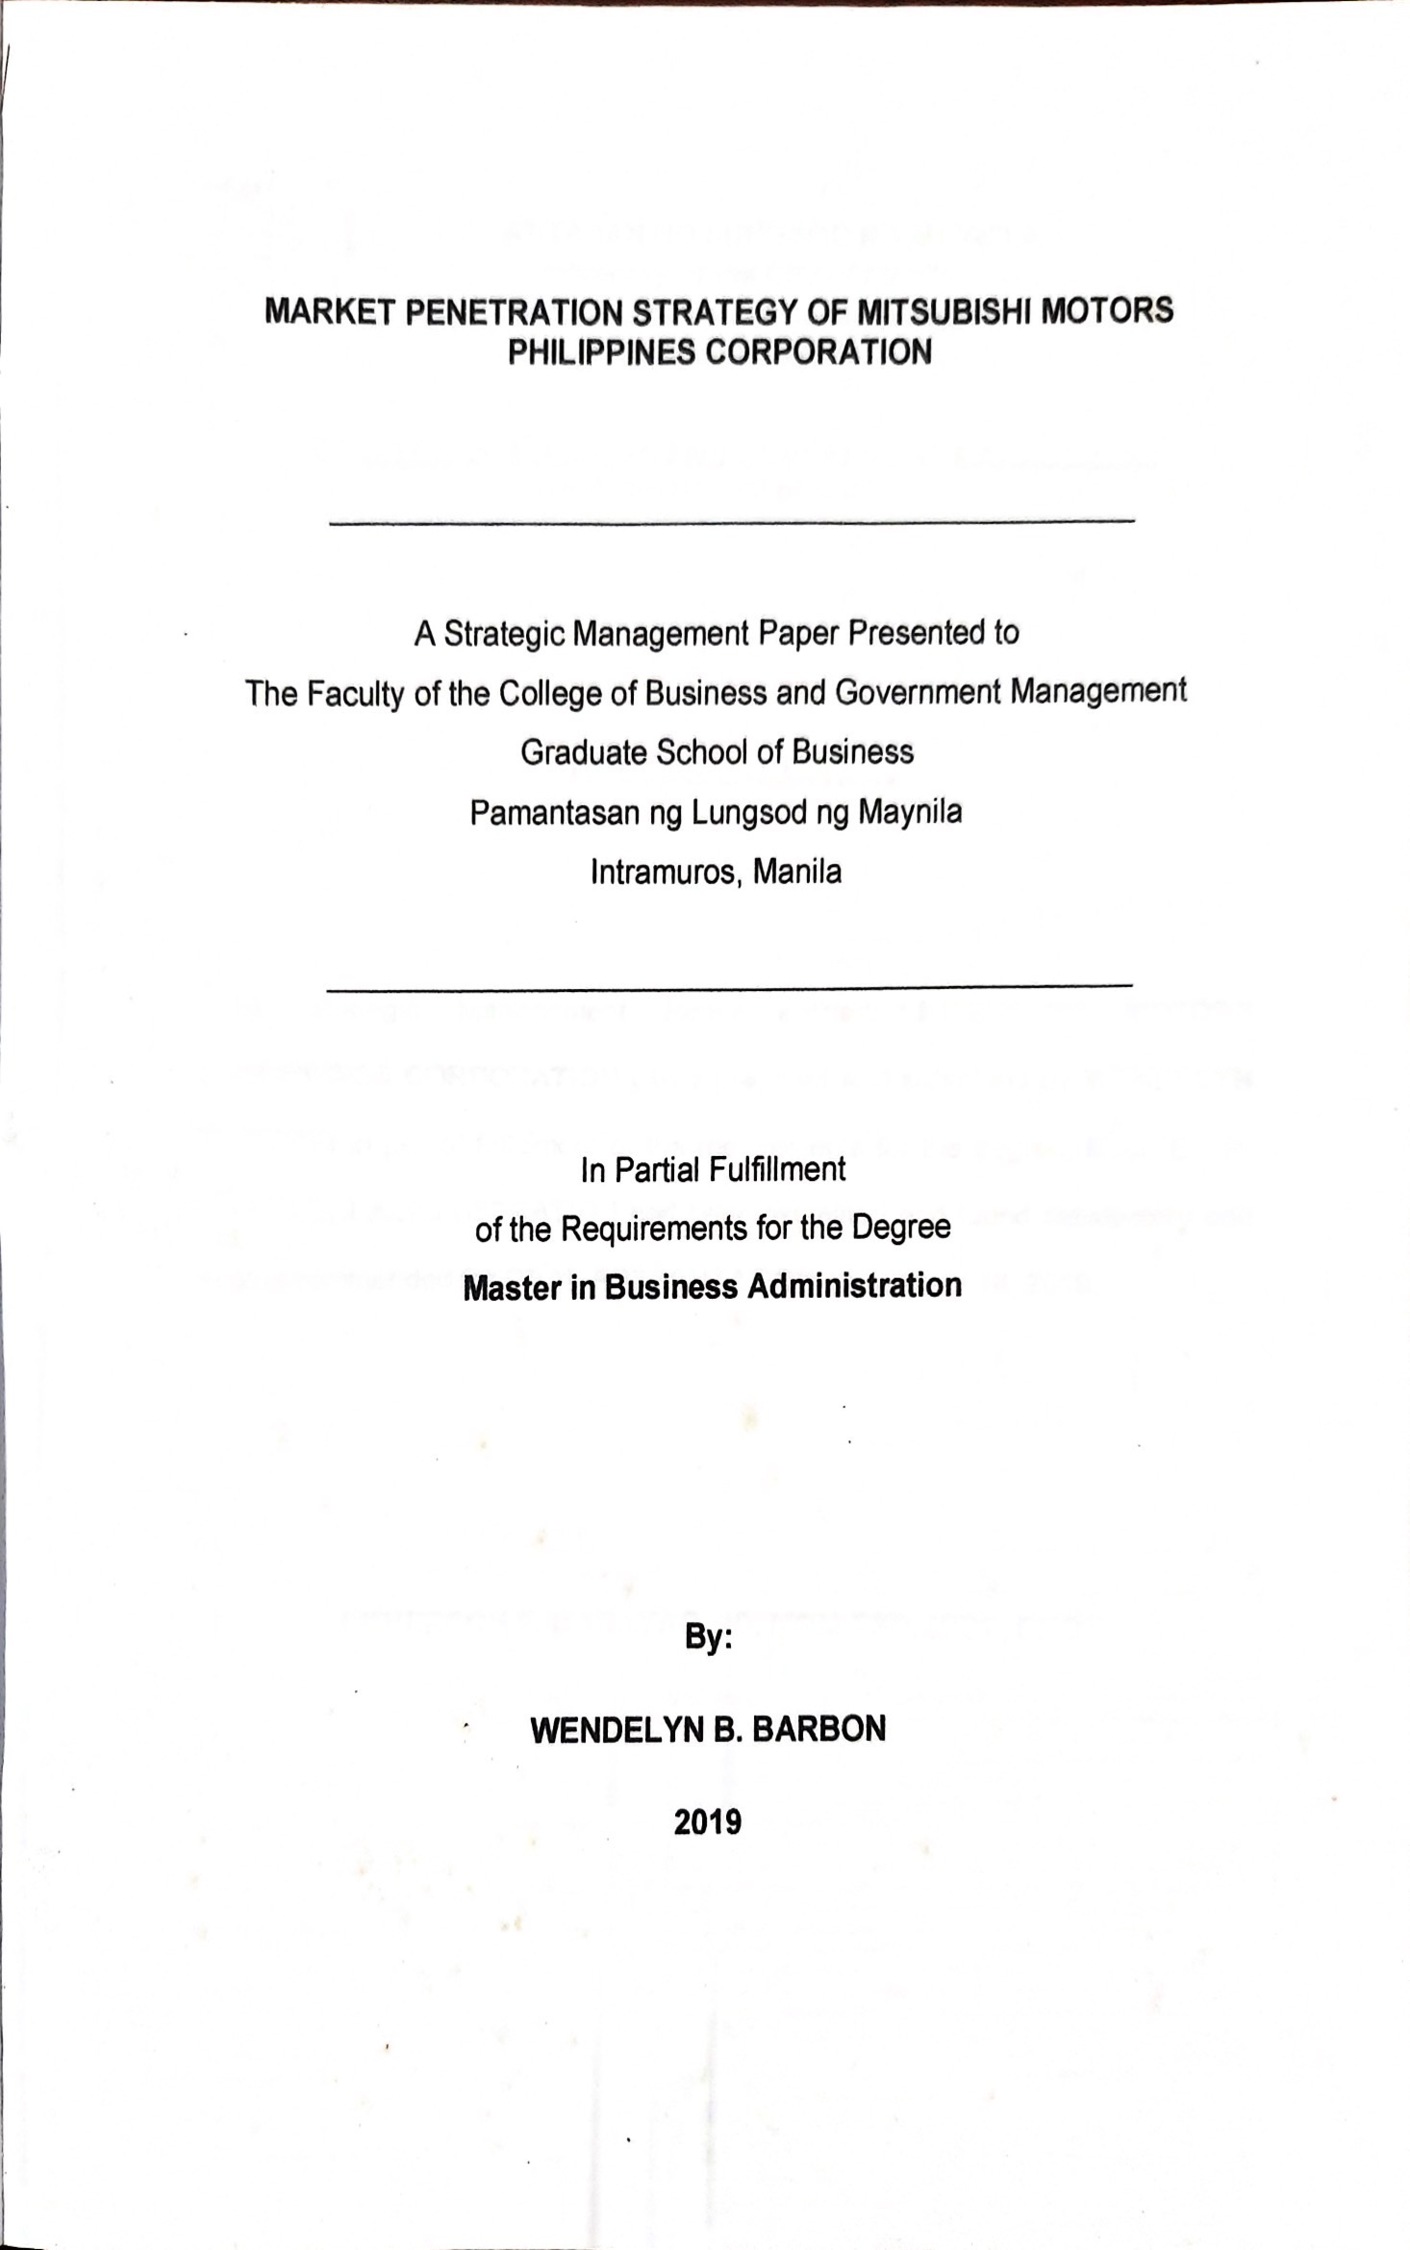 MARKET PENETRATION STRATEGY OF MITSUBISHI MOTORS
PHILIPPINES CORPORATION
A Strategic Management Paper Presented to
The Faculty of the College of Business and Government Management
Graduate School of Business
Pamantasan ng Lungsod ng Maynila
Intramuros, Manila
In Partial Fulfillment
of the Requirements for the Degree
Master in Business Administration
By:
WENDELYN B. BARBON
2019